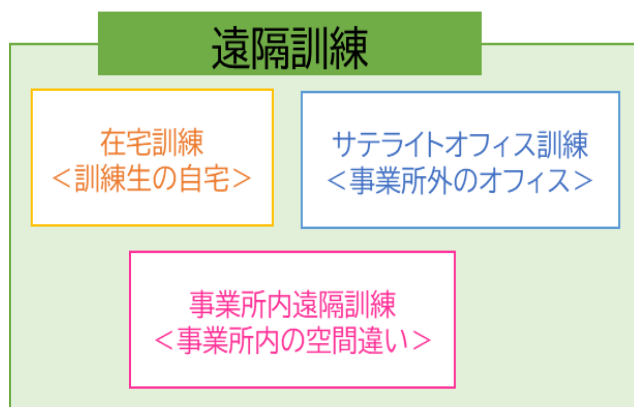 遠隔訓練
在宅訓練
＜訓練生の自宅＞
サテライトオフィス訓練
＜事業所外のオフィス＞
事業所内遠隔訓練
＜事業所内の空間違い＞